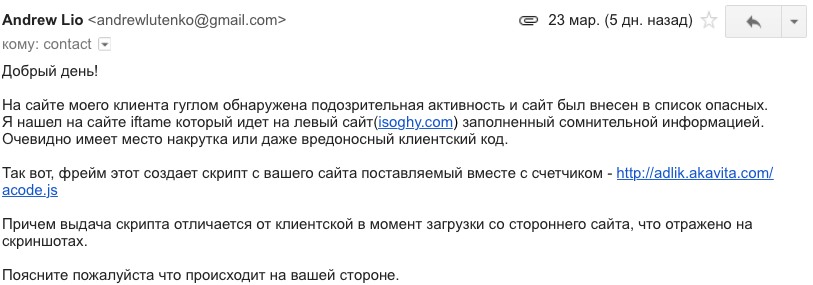 Andrew Lio <andrewlutenko@gmail.com> 23 мар. (5 дн. назад)
кому: contact
Добрый день!
На сайте моего клиента гуглом обнаружена подозрительная активность и сайт был внесен в список опасных.
Я нашел на сайте iftame который идет на левый сайт(isoghy.com) заполненный сомнительной информацией.
Очевидно имеет место накрутка или даже вредоносный клиентский код.
Так вот, фрейм этот создает скрипт с вашего сайта поставляемый вместе с счетчиком - http://adlik.akavita.com/
acode.js
Причем выдача скрипта отличается от клиентской в момент загрузки со стороннего сайта, что отражено на
скриншотах.
Поясните пожалуйста что происходит на вашей стороне.